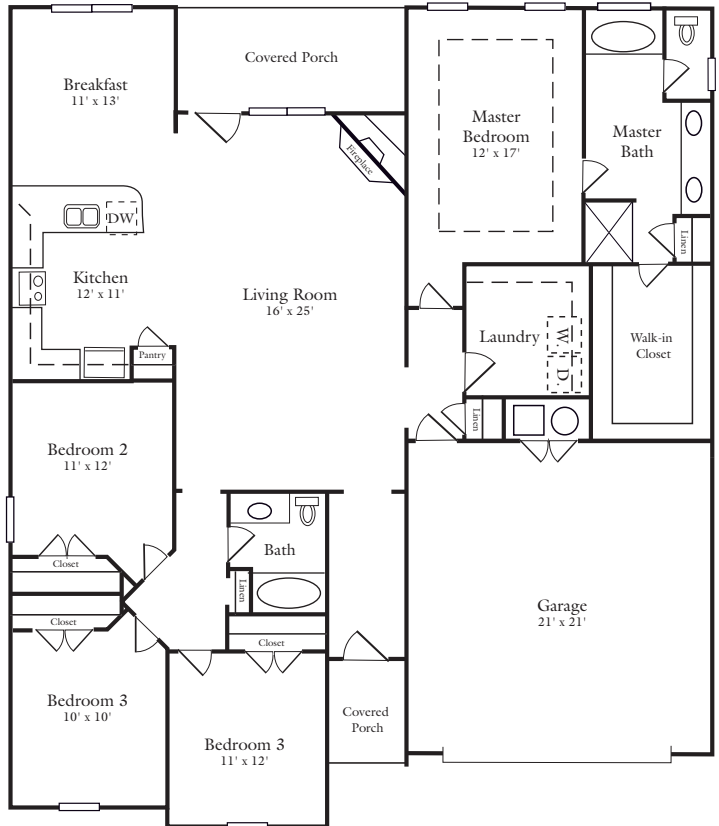 Covered Porch
Breakfast
11' x 13'
Master
Bedroom
12' x 17'
Master
Bath
Fireplace
DW
Linen
Kitchen
12' x 11'
Living Room
16' x 25'
Laundry
W.
D.
Walk-in
Closet
Pantry
Linen
Bedroom 2
11' x 12'
Bath
Closet
Linen
Garage
21' x 21'
Closet
Closet
Bedroom 3
10' x 10'
Covered
Porch
Bedroom 3
11' x 12'